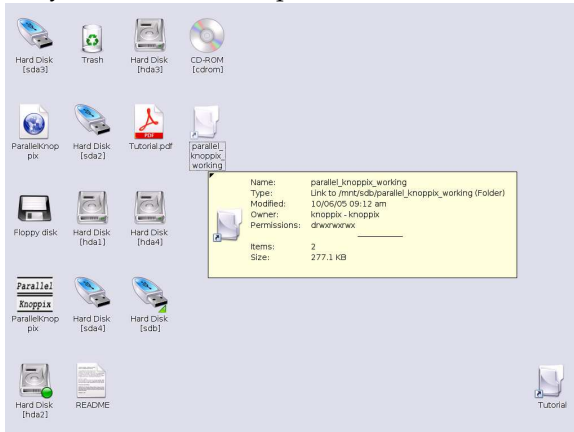 Hard Disk
[sda3]
Trash
Hard Disk
[hda3]
CD-ROM
[cdrom]
ParallelKnop
pix
Hard Disk
[sda2]
PDF
Tutorial.pdf
parallel_
knoppix_
working
Name: parallel_knoppix_working
Type: Link to /mnt/sdb/parallel_knoppix_working (Folder)
Modified: 10/06/05 09:12 am
Owner: knoppix - knoppix
Permissions: drwxrwxrwx
Items: 2
Size: 277.1 KB
Floppy disk
Hard Disk
[hda1]
Hard Disk
[hda4]
Parallel
Knoppix
ParallelKnop
pix
Hard Disk
[sda4]
Hard Disk
[sdb]
Hard Disk
[hda2]
README
Tutorial